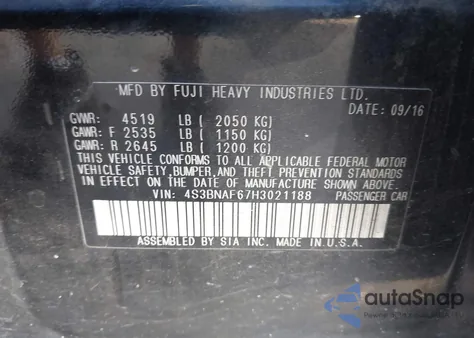 MFD BY FUJI HEAVY INDUSTRIES LTD.
DATE: 09/16
GVWR: 4519 LB ( 2050 KG)
GAWR: F 2535 LB ( 1150 KG)
GAWR: R 2645 LB ( 1200 KG)
THIS VEHICLE CONFORMS TO ALL APPLICABLE FEDERAL MOTOR
VEHICLE SAFETY, BUMPER, AND THEFT PREVENTION STANDARDS
IN EFFECT ON THE DATE OF MANUFACTURE SHOWN ABOVE.
VIN: 4S3BNAF67H3021188 PASSENGER CAR
ASSEMBLED BY SIA INC. MADE IN U.S.A.
autoSnap